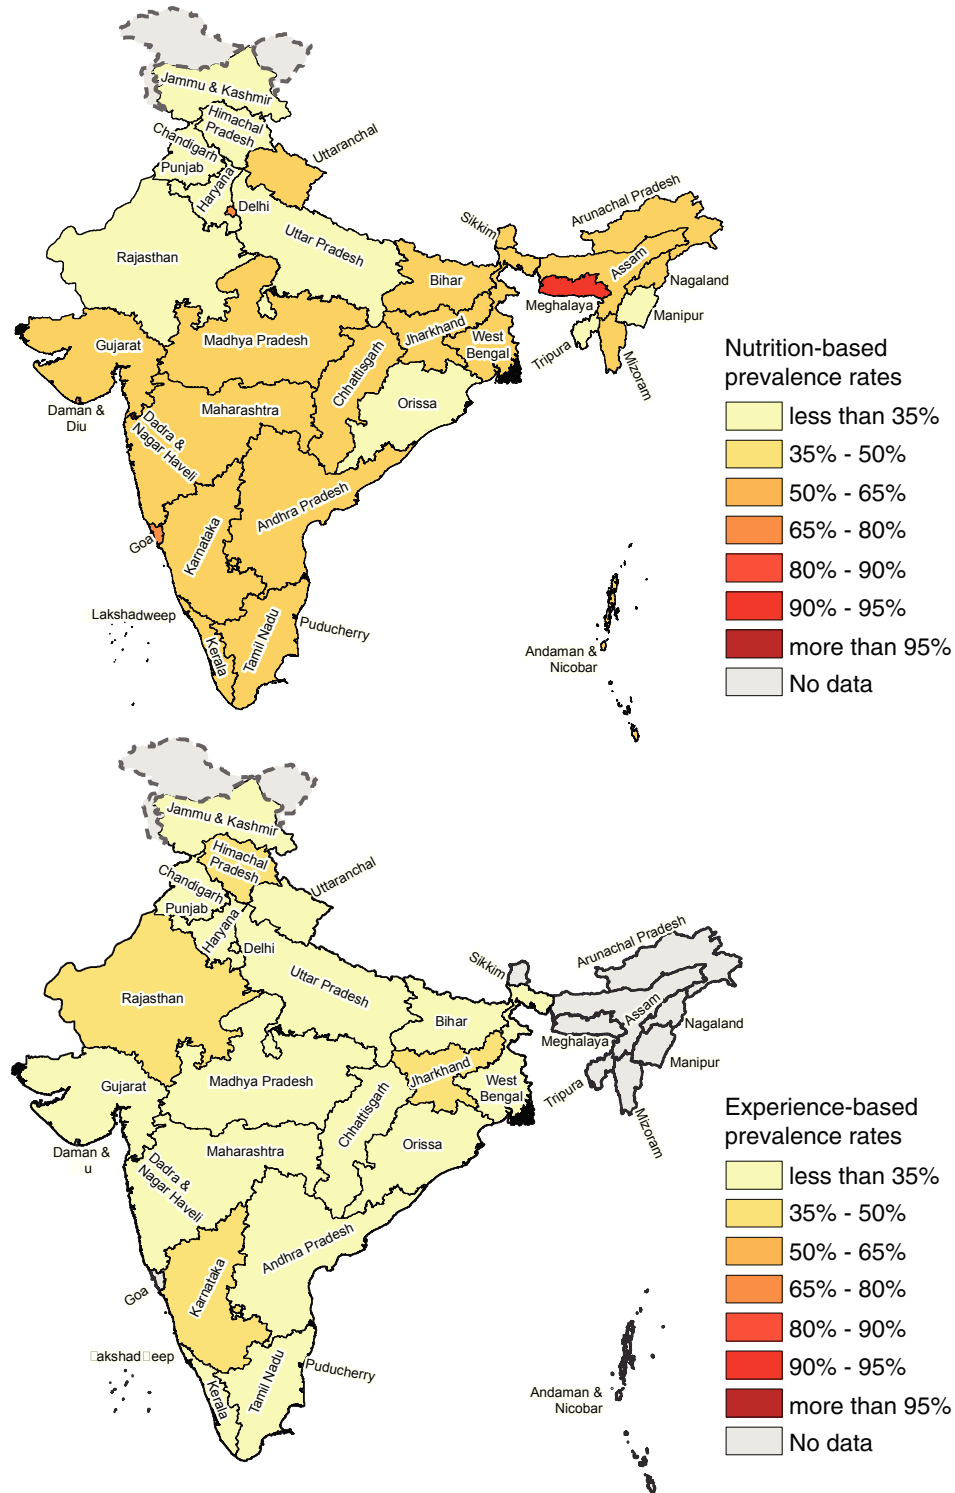 Jammu & Kashmir
Himachal
Pradesh
Chandigarh
Punjab
Uttaranchal
Haryana
Delhi
Rajasthan
Uttar Pradesh
Sikkim
Arunachal Pradesh
Assam
Nagaland
Bihar
Meghalaya
Manipur
Tripura
Mizoram
Gujarat
Madhya Pradesh
Jharkhand
West
Bengal
Chhattisgarh
Daman &
Diu
Dadra &
Nagar Haveli
Maharashtra
Orissa
Andhra Pradesh
Goa
Karnataka
Lakshadweep
Kerala
Tamil Nadu
Puducherry
Andaman &
Nicobar
Nutrition-based
prevalence rates
less than 35%
35% - 50%
50% - 65%
65% - 80%
80% - 90%
90% - 95%
more than 95%
No data
Jammu & Kashmir
Himachal
Pradesh
Chandigarh
Punjab
Uttaranchal
Haryana
Delhi
Rajasthan
Uttar Pradesh
Sikkim
Arunachal Pradesh
Assam
Nagaland
Bihar
Meghalaya
Manipur
Tripura
Mizoram
Gujarat
Madhya Pradesh
Jharkhand
West
Bengal
Chhattisgarh
Daman &
u
Dadra &
Nagar Haveli
Maharashtra
Orissa
Andhra Pradesh
Goa
Karnataka
□akshad□eep
Kerala
Tamil Nadu
Puducherry
Andaman &
Nicobar
Experience-based
prevalence rates
less than 35%
35% - 50%
50% - 65%
65% - 80%
80% - 90%
90% - 95%
more than 95%
No data